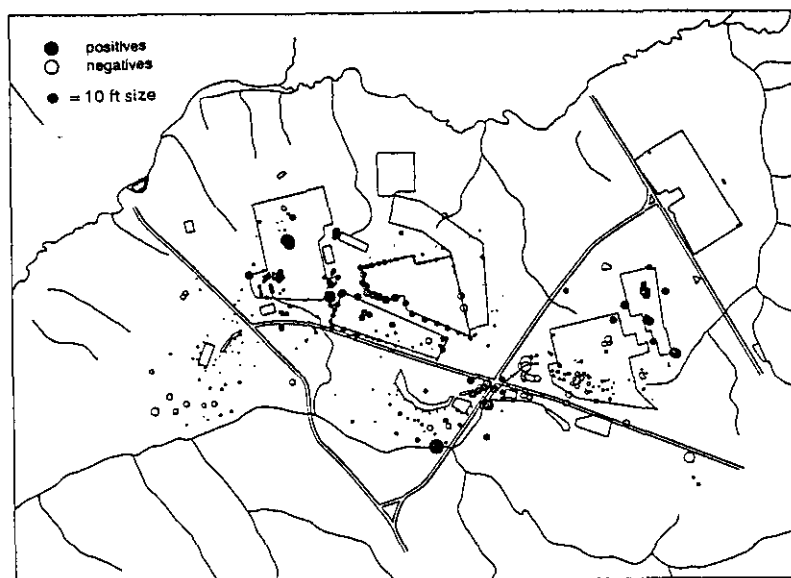 positives
negatives
= 10 ft size